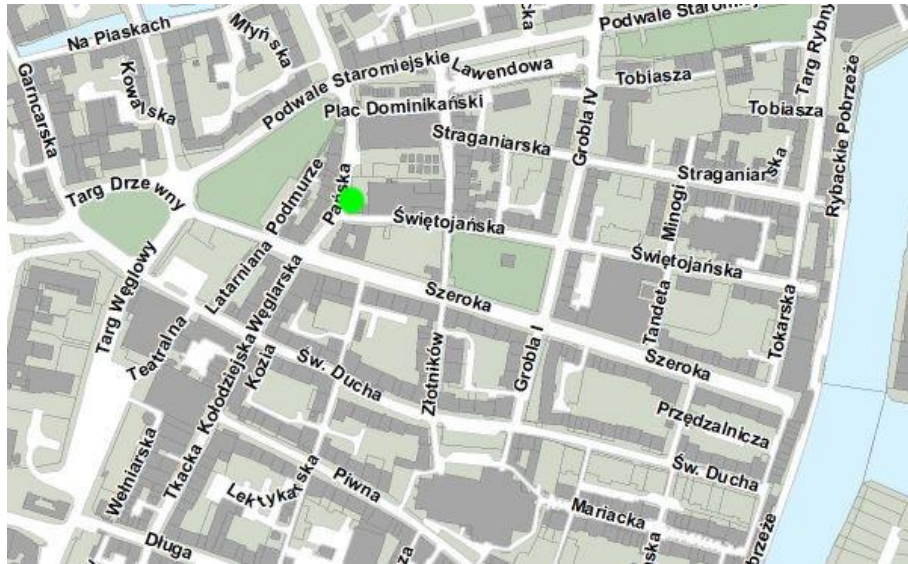 Na Piaskach
Młyńska
Podwale Staromiejskie
Targ Rybny
Garncarska
Kowalska
Podwale Staromiejskie
Lawendowa
Tobiasza
Tobiasza
Plac Dominikański
Straganiarska
Grobla IV
Rybackie Pobrzeże
Straganiarska
Targ Drzewny
Podmurze
Pańska
Świętojańska
Minogi
Świętojańska
Latarniana
Targ Węglowy
Szeroka
Tandeta
Tokarska
Teatralna
Węglarska
Kołodziejska
Kozia
Św. Ducha
Złotników
Grobla I
Szeroka
Przędzalnicza
Wełniarska
Tkacka
Lektykarska
Piwna
Św. Ducha
Mariacka
Długa